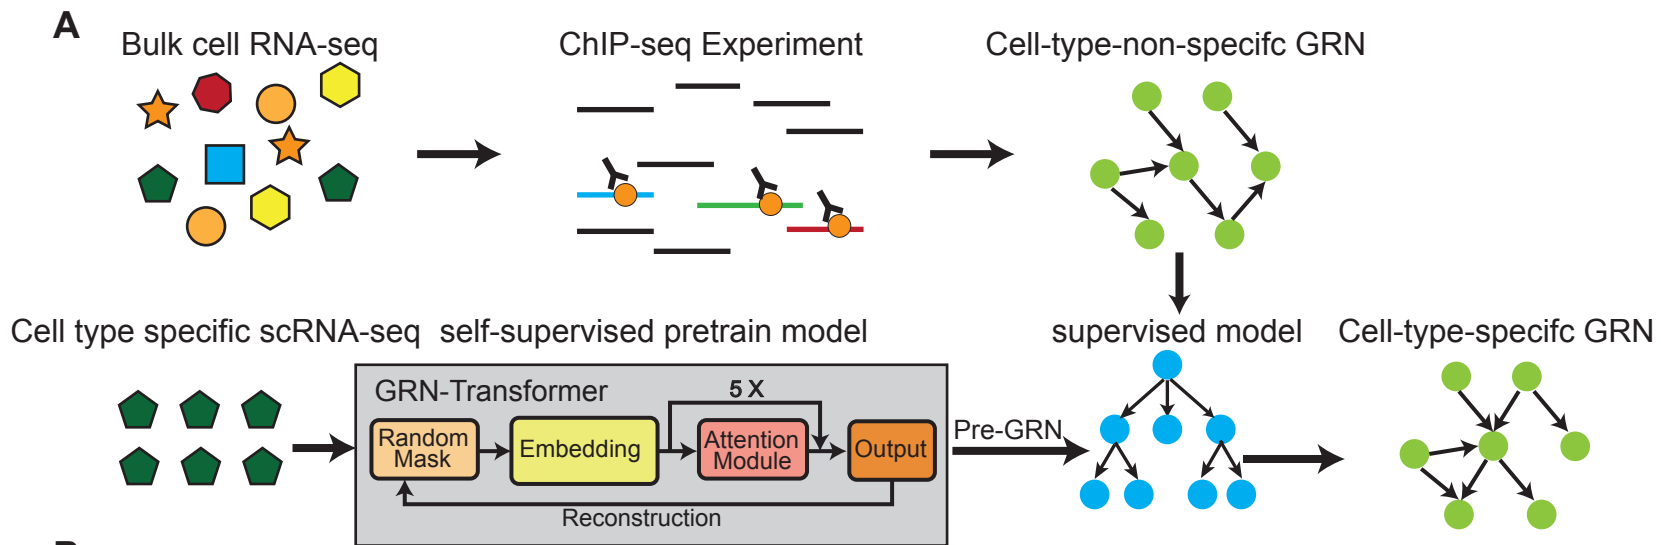 A
Bulk cell RNA-seq
ChIP-seq Experiment
Cell-type-non-specifc GRN
Cell type specific scRNA-seq
self-supervised pretrain model
supervised model
Cell-type-specifc GRN
GRN-Transformer
5 X
Random
Mask
Embedding
Attention
Module
Output
Pre-GRN
Reconstruction